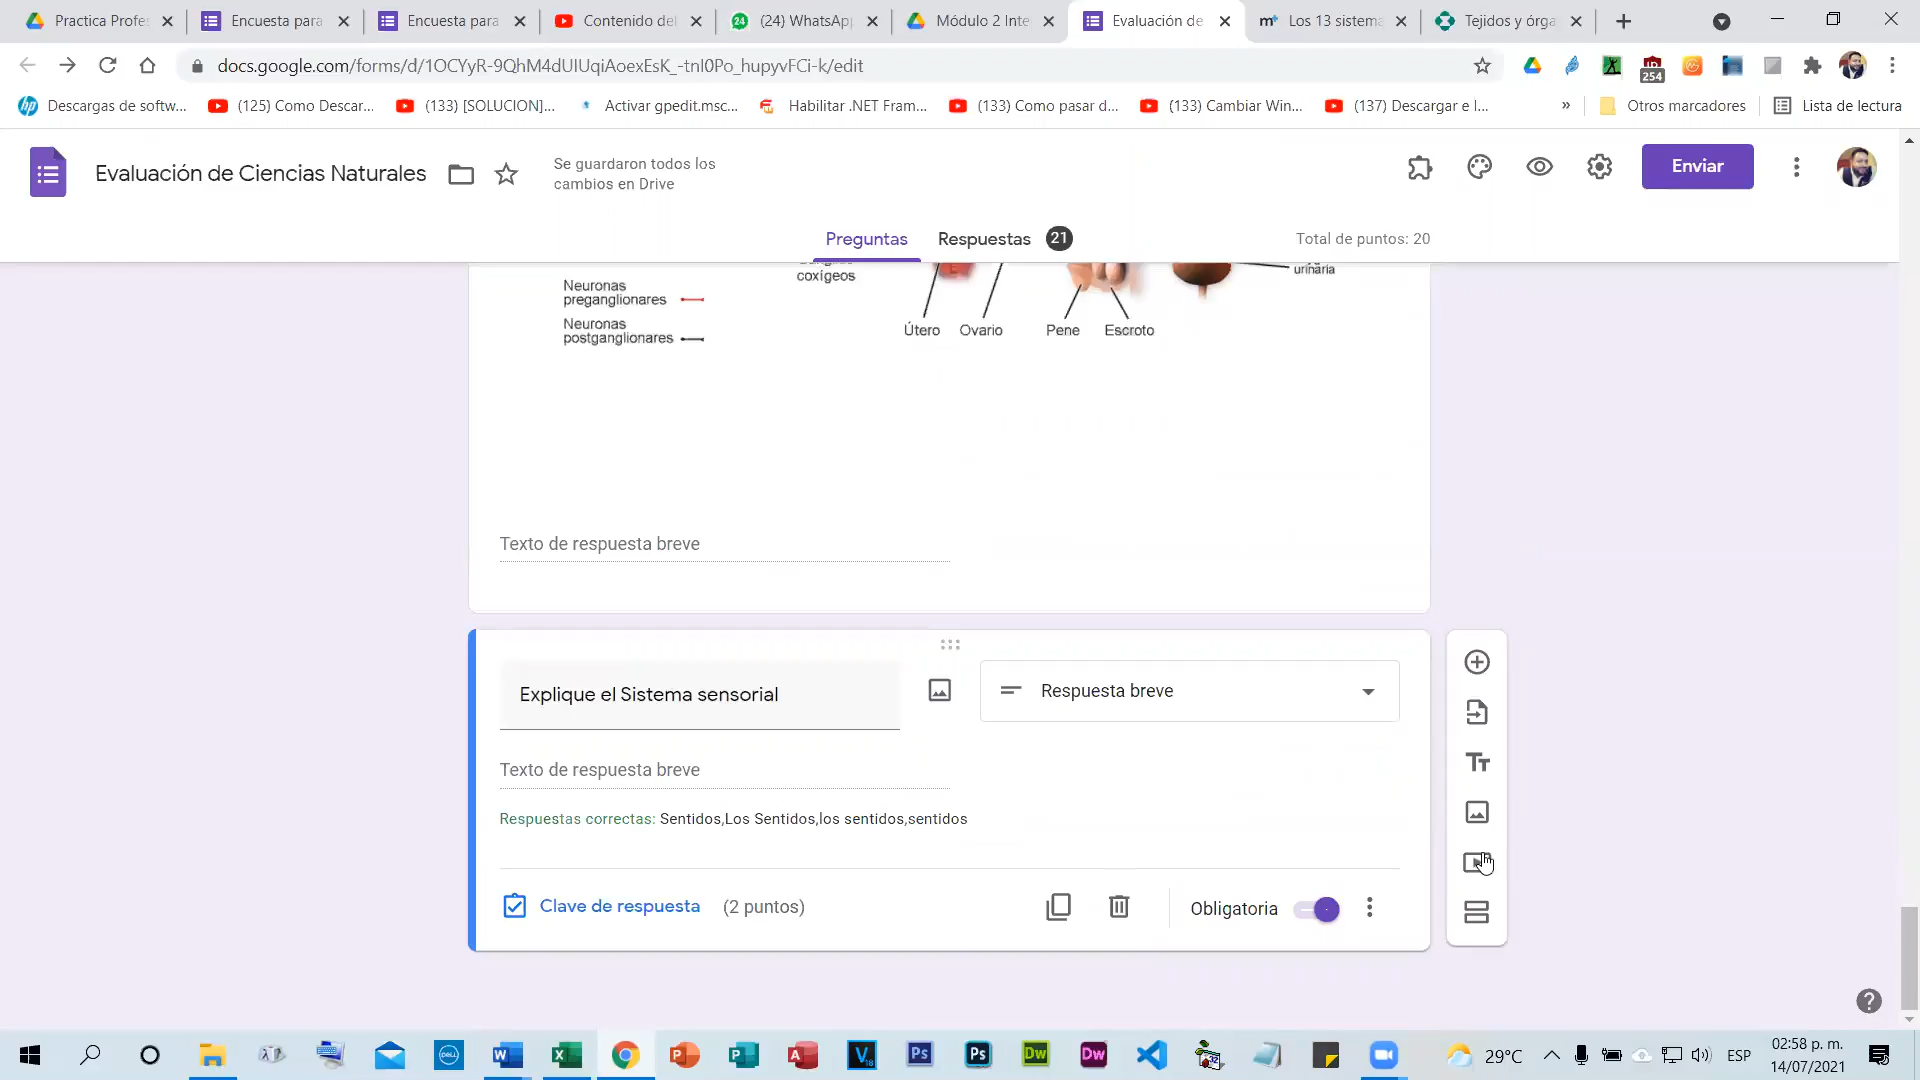 Practica Profes
Encuesta para
Encuesta para
Contenido del
(24) WhatsApp
Módulo 2 Inte
Evaluación de
Los 13 sistema
Tejidos y órga
docs.google.com/forms/d/1OCYyR-9QhM4dUIUqiAoexEsK_-tnI0Po_hupyvFCi-k/edit
254
Descargas de softw...
(125) Como Descar...
(133) [SOLUCION]...
Activar gpedit.msc...
Habilitar .NET Fram...
(133) Como pasar d...
(133) Cambiar Win...
(137) Descargar e I...
»
Otros marcadores
Lista de lectura
Evaluación de Ciencias Naturales
Se guardaron todos los
cambios en Drive
Enviar
Preguntas
Respuestas 21
Total de puntos: 20
coxígeos
urinaria
Neuronas
preganglionares
Neuronas
postganglionares
Útero
Ovario
Pene
Escroto
Texto de respuesta breve
Explique el Sistema sensorial
Respuesta breve
Texto de respuesta breve
Respuestas correctas: Sentidos,Los Sentidos,los sentidos,sentidos
Clave de respuesta (2 puntos)
Obligatoria
29°C
ESP
02:58 p. m.
14/07/2021